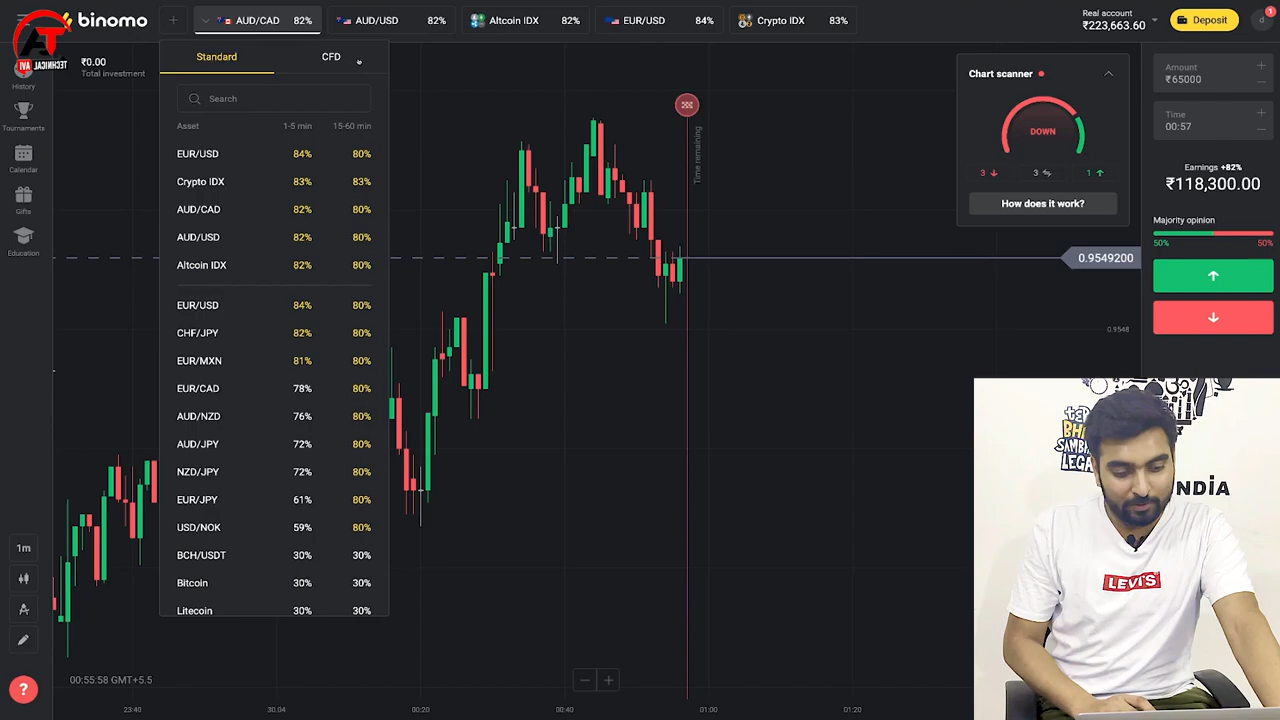 binomo
AUD/CAD 82%
AUD/USD 82%
Altcoin IDX 82%
EUR/USD 84%
Crypto IDX 83%
Real account
₹223,663.60
Deposit
d
1
AT
TECHNICAL AVI
₹0.00
Total investment
Standard
CFD
Search
Asset 1-5 min 15-60 min
EUR/USD 84% 80%
Crypto IDX 83% 83%
AUD/CAD 82% 80%
AUD/USD 82% 80%
Altcoin IDX 82% 80%
EUR/USD 84% 80%
CHF/JPY 82% 80%
EUR/MXN 81% 80%
EUR/CAD 78% 80%
AUD/NZD 76% 80%
AUD/JPY 72% 80%
NZD/JPY 72% 80%
EUR/JPY 61% 80%
USD/NOK 59% 80%
BCH/USDT 30% 30%
Bitcoin 30% 30%
Litecoin 30% 30%
History
Tournaments
Calendar
Gifts
Education
1m
?
Time remaining
Chart scanner
DOWN
3 3 1
How does it work?
0.9549200
0.9548
Amount
₹65000
Time
00:57
Earnings +82%
₹118,300.00
Majority opinion
50% 50%
00:55:58 GMT+5.5
23:40 30.04 00:20 00:40 01:00 01:20
NDIA
LEVI'S